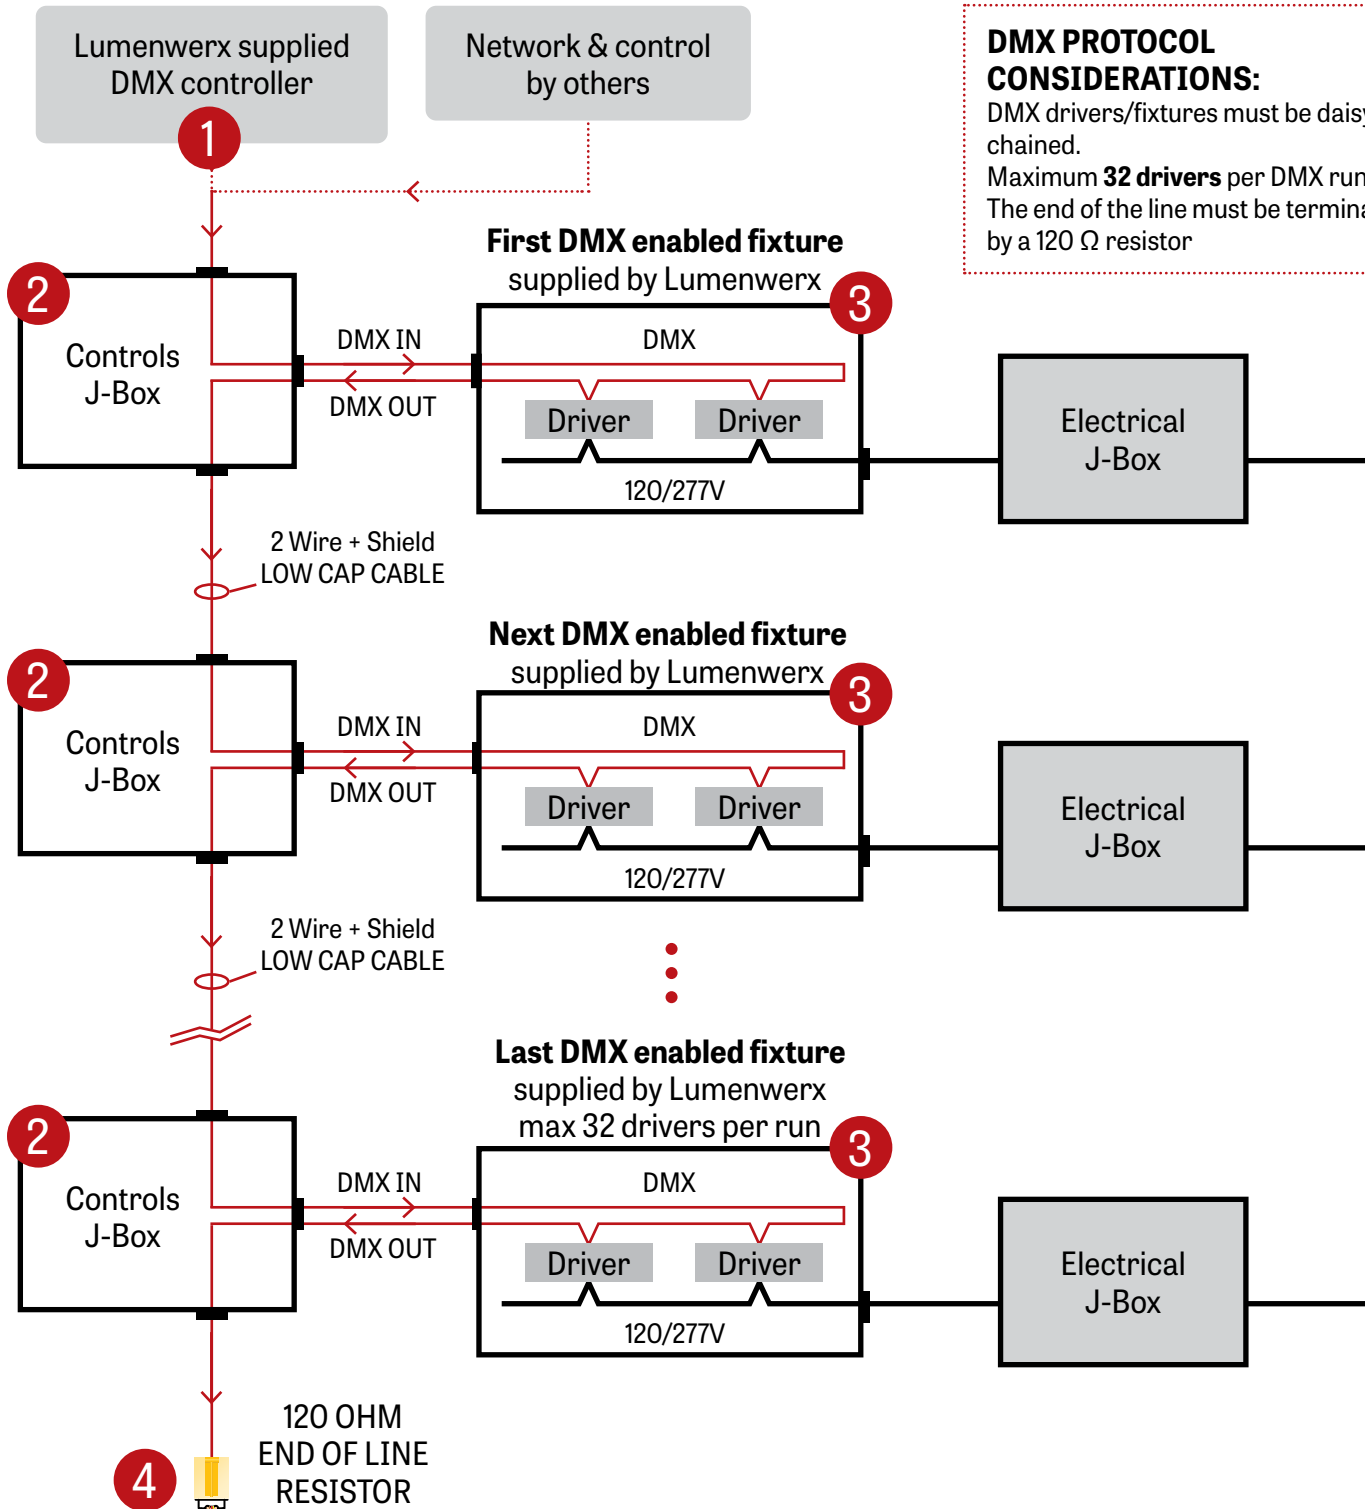 Lumenwerx supplied
DMX controller
1
Network & control
by others
DMX PROTOCOL
CONSIDERATIONS:
DMX drivers/fixtures must be daisy
chained.
Maximum 32 drivers per DMX run
The end of the line must be termina
by a 120 Ω resistor
First DMX enabled fixture
supplied by Lumenwerx
2
Controls
J-Box
DMX IN
DMX OUT
3
DMX
Driver
Driver
120/277V
Electrical
J-Box
2 Wire + Shield
LOW CAP CABLE
Next DMX enabled fixture
supplied by Lumenwerx
2
Controls
J-Box
DMX IN
DMX OUT
3
DMX
Driver
Driver
120/277V
Electrical
J-Box
2 Wire + Shield
LOW CAP CABLE
Last DMX enabled fixture
supplied by Lumenwerx
max 32 drivers per run
2
Controls
J-Box
DMX IN
DMX OUT
3
DMX
Driver
Driver
120/277V
Electrical
J-Box
4
120 OHM
END OF LINE
RESISTOR